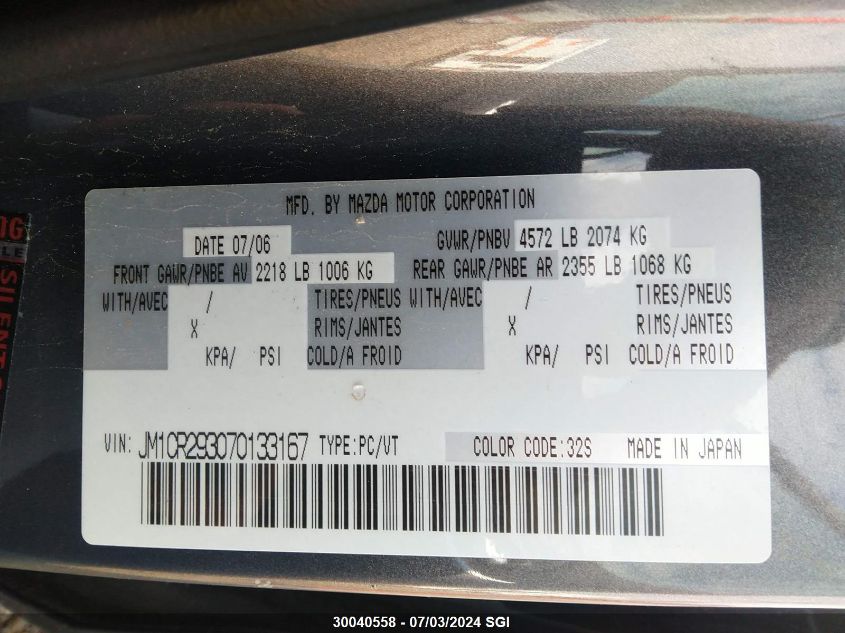 MFD. BY MAZDA MOTOR CORPORATION
DATE 07/06 GVWR/PNBV 4572 LB 2074 KG
FRONT GAWR/PNBE AV 2218 LB 1006 KG REAR GAWR/PNBE AR 2355 LB 1068 KG
WITH/AVEC / TIRES/PNEUS WITH/AVEC / TIRES/PNEUS
X RIMS/JANTES X RIMS/JANTES
KPA/ PSI COLD/A FROID KPA/ PSI COLD/A FROID
VIN: JM1CR293070133167 TYPE:PC/VT COLOR CODE:32S MADE IN JAPAN
SILENT
30040558 - 07/03/2024 SGI